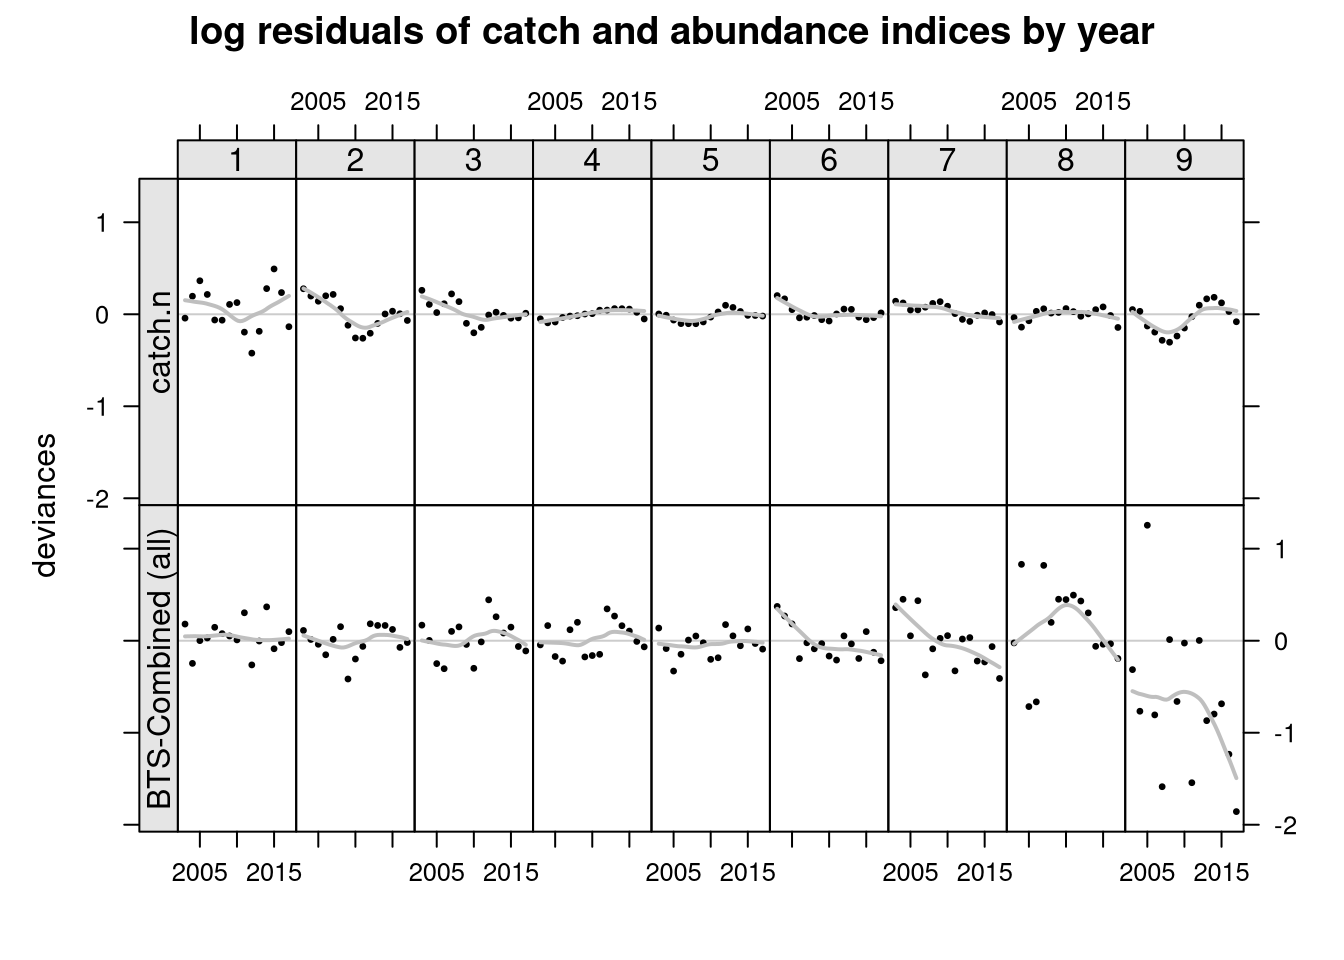 log residuals of catch and abundance indices by year
2005 2015 2005 2015 2005 2015 2005 2015
1 2 3 4 5 6 7 8 9
catch.n
1
0
-1
-2
deviances
BTS-Combined (all)
1
0
-1
-2
2005 2015 2005 2015 2005 2015 2005 2015 2005 2015